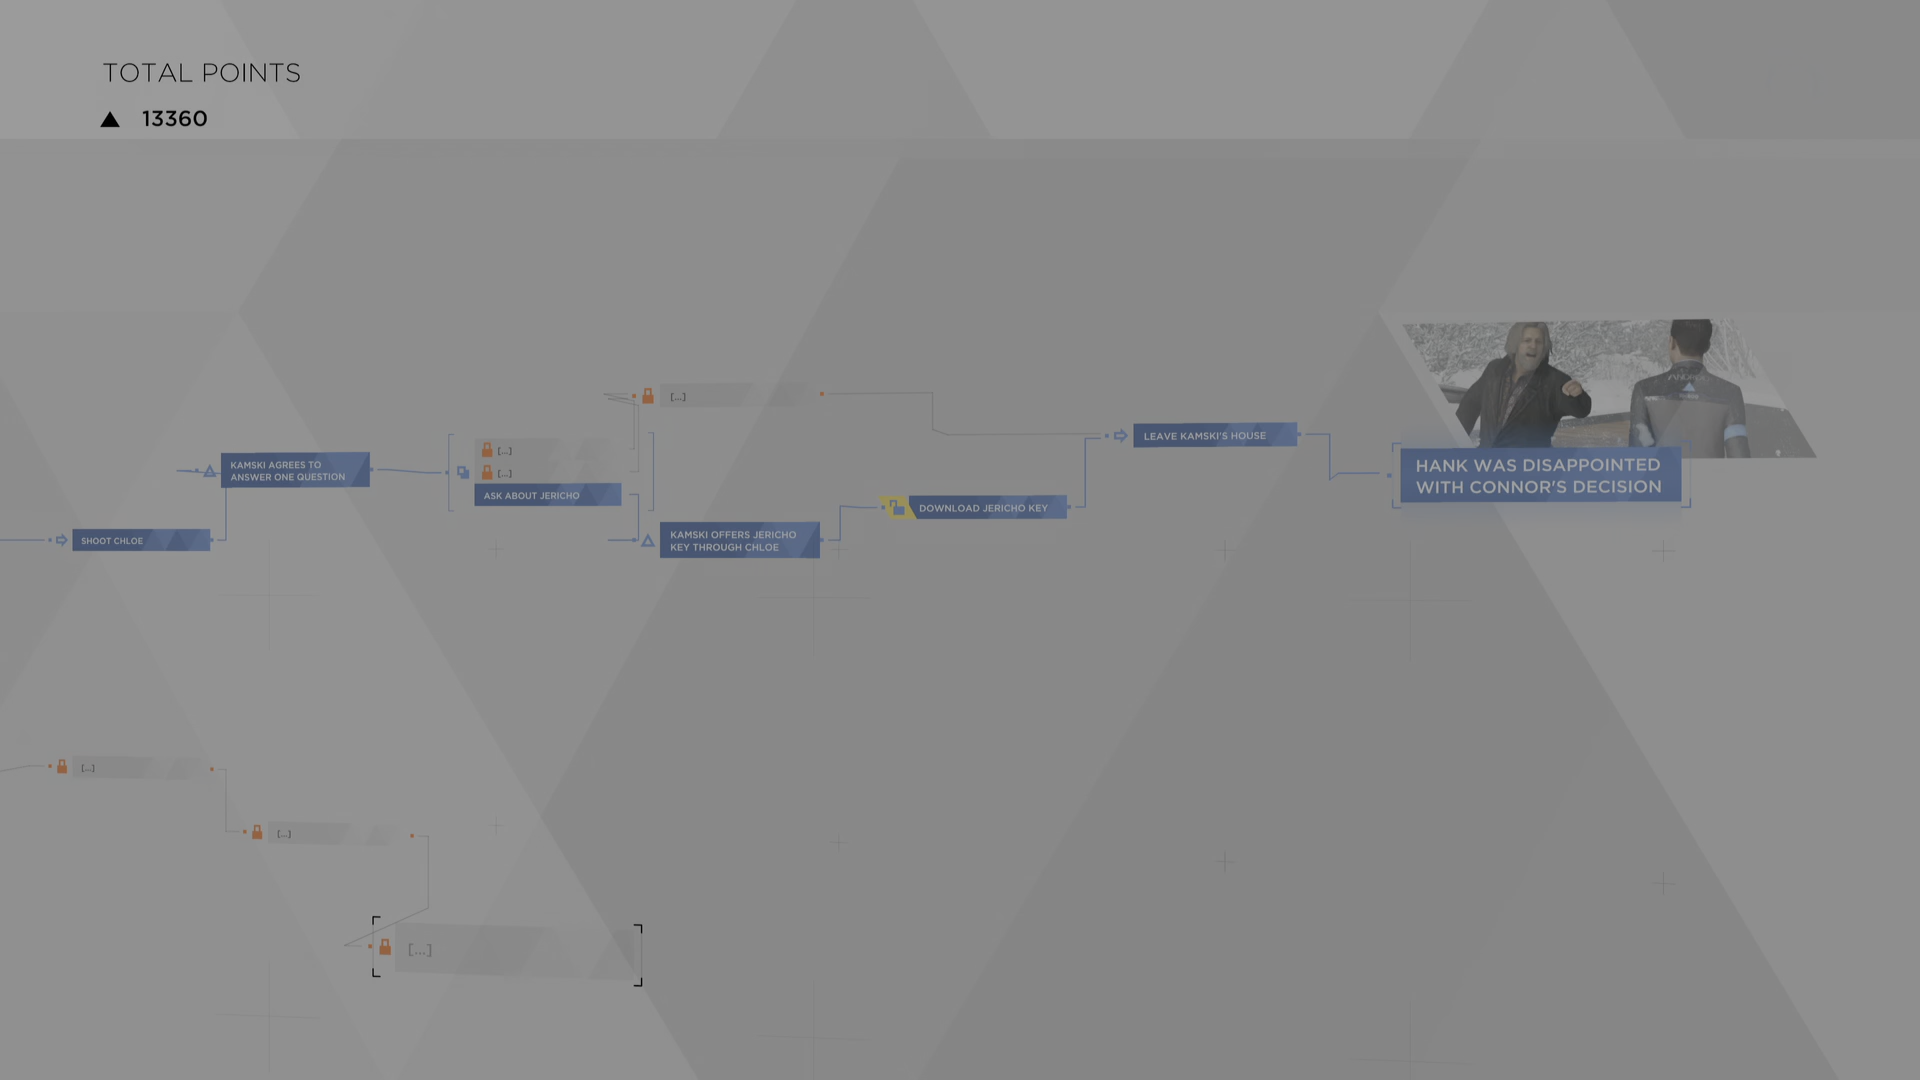 TOTAL POINTS
13360
[...]
[...]
[...]
KAMSKI AGREES TO
ANSWER ONE QUESTION
ASK ABOUT JERICHO
SHOOT CHLOE
KAMSKI OFFERS JERICHO
KEY THROUGH CHLOE
DOWNLOAD JERICHO KEY
LEAVE KAMSKI'S HOUSE
HANK WAS DISAPPOINTED
WITH CONNOR'S DECISION
[...]
[...]
[...]